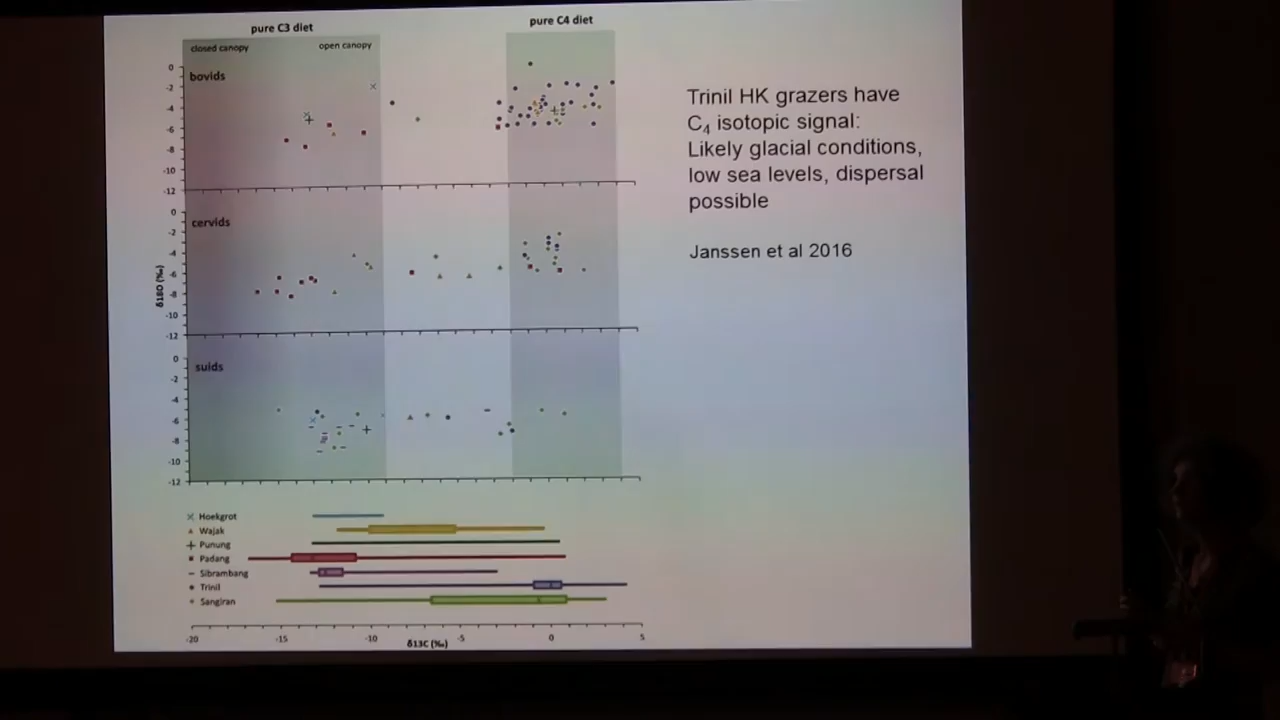 pure C3 diet
pure C4 diet
closed canopy
open canopy
bovids
0
-2
-4
-6
-8
-10
-12
cervids
0
-2
-4
-6
-8
-10
-12
suids
0
-2
-4
-6
-8
-10
-12
δ18O (‰)
Hoekgrot
Wajak
Punung
Padang
Sibrambang
Trinil
Sangiran
-20
-15
-10
-5
0
5
δ13C (‰)
Trinil HK grazers have
C₄ isotopic signal:
Likely glacial conditions,
low sea levels, dispersal
possible
Janssen et al 2016